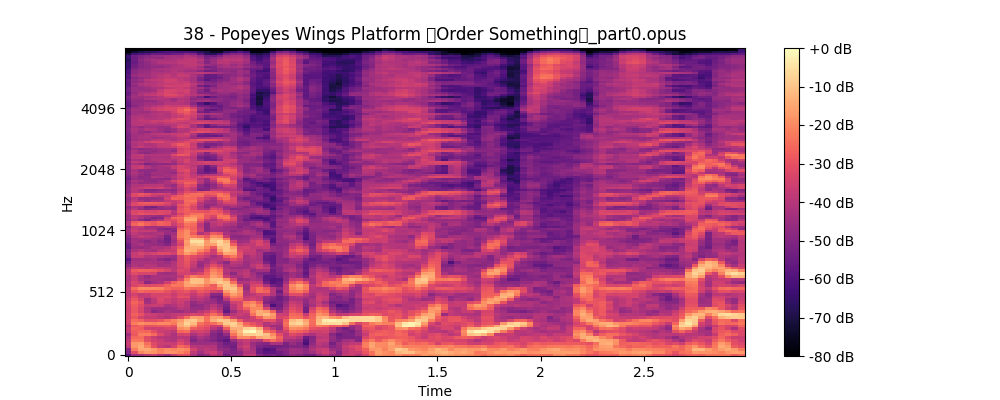 38 - Popeyes Wings Platform ▯Order Something▯_part0.opus
+0 dB
-10 dB
-20 dB
-30 dB
-40 dB
-50 dB
-60 dB
-70 dB
-80 dB
4096
2048
1024
512
0
Hz
0
0.5
1
1.5
2
2.5
Time